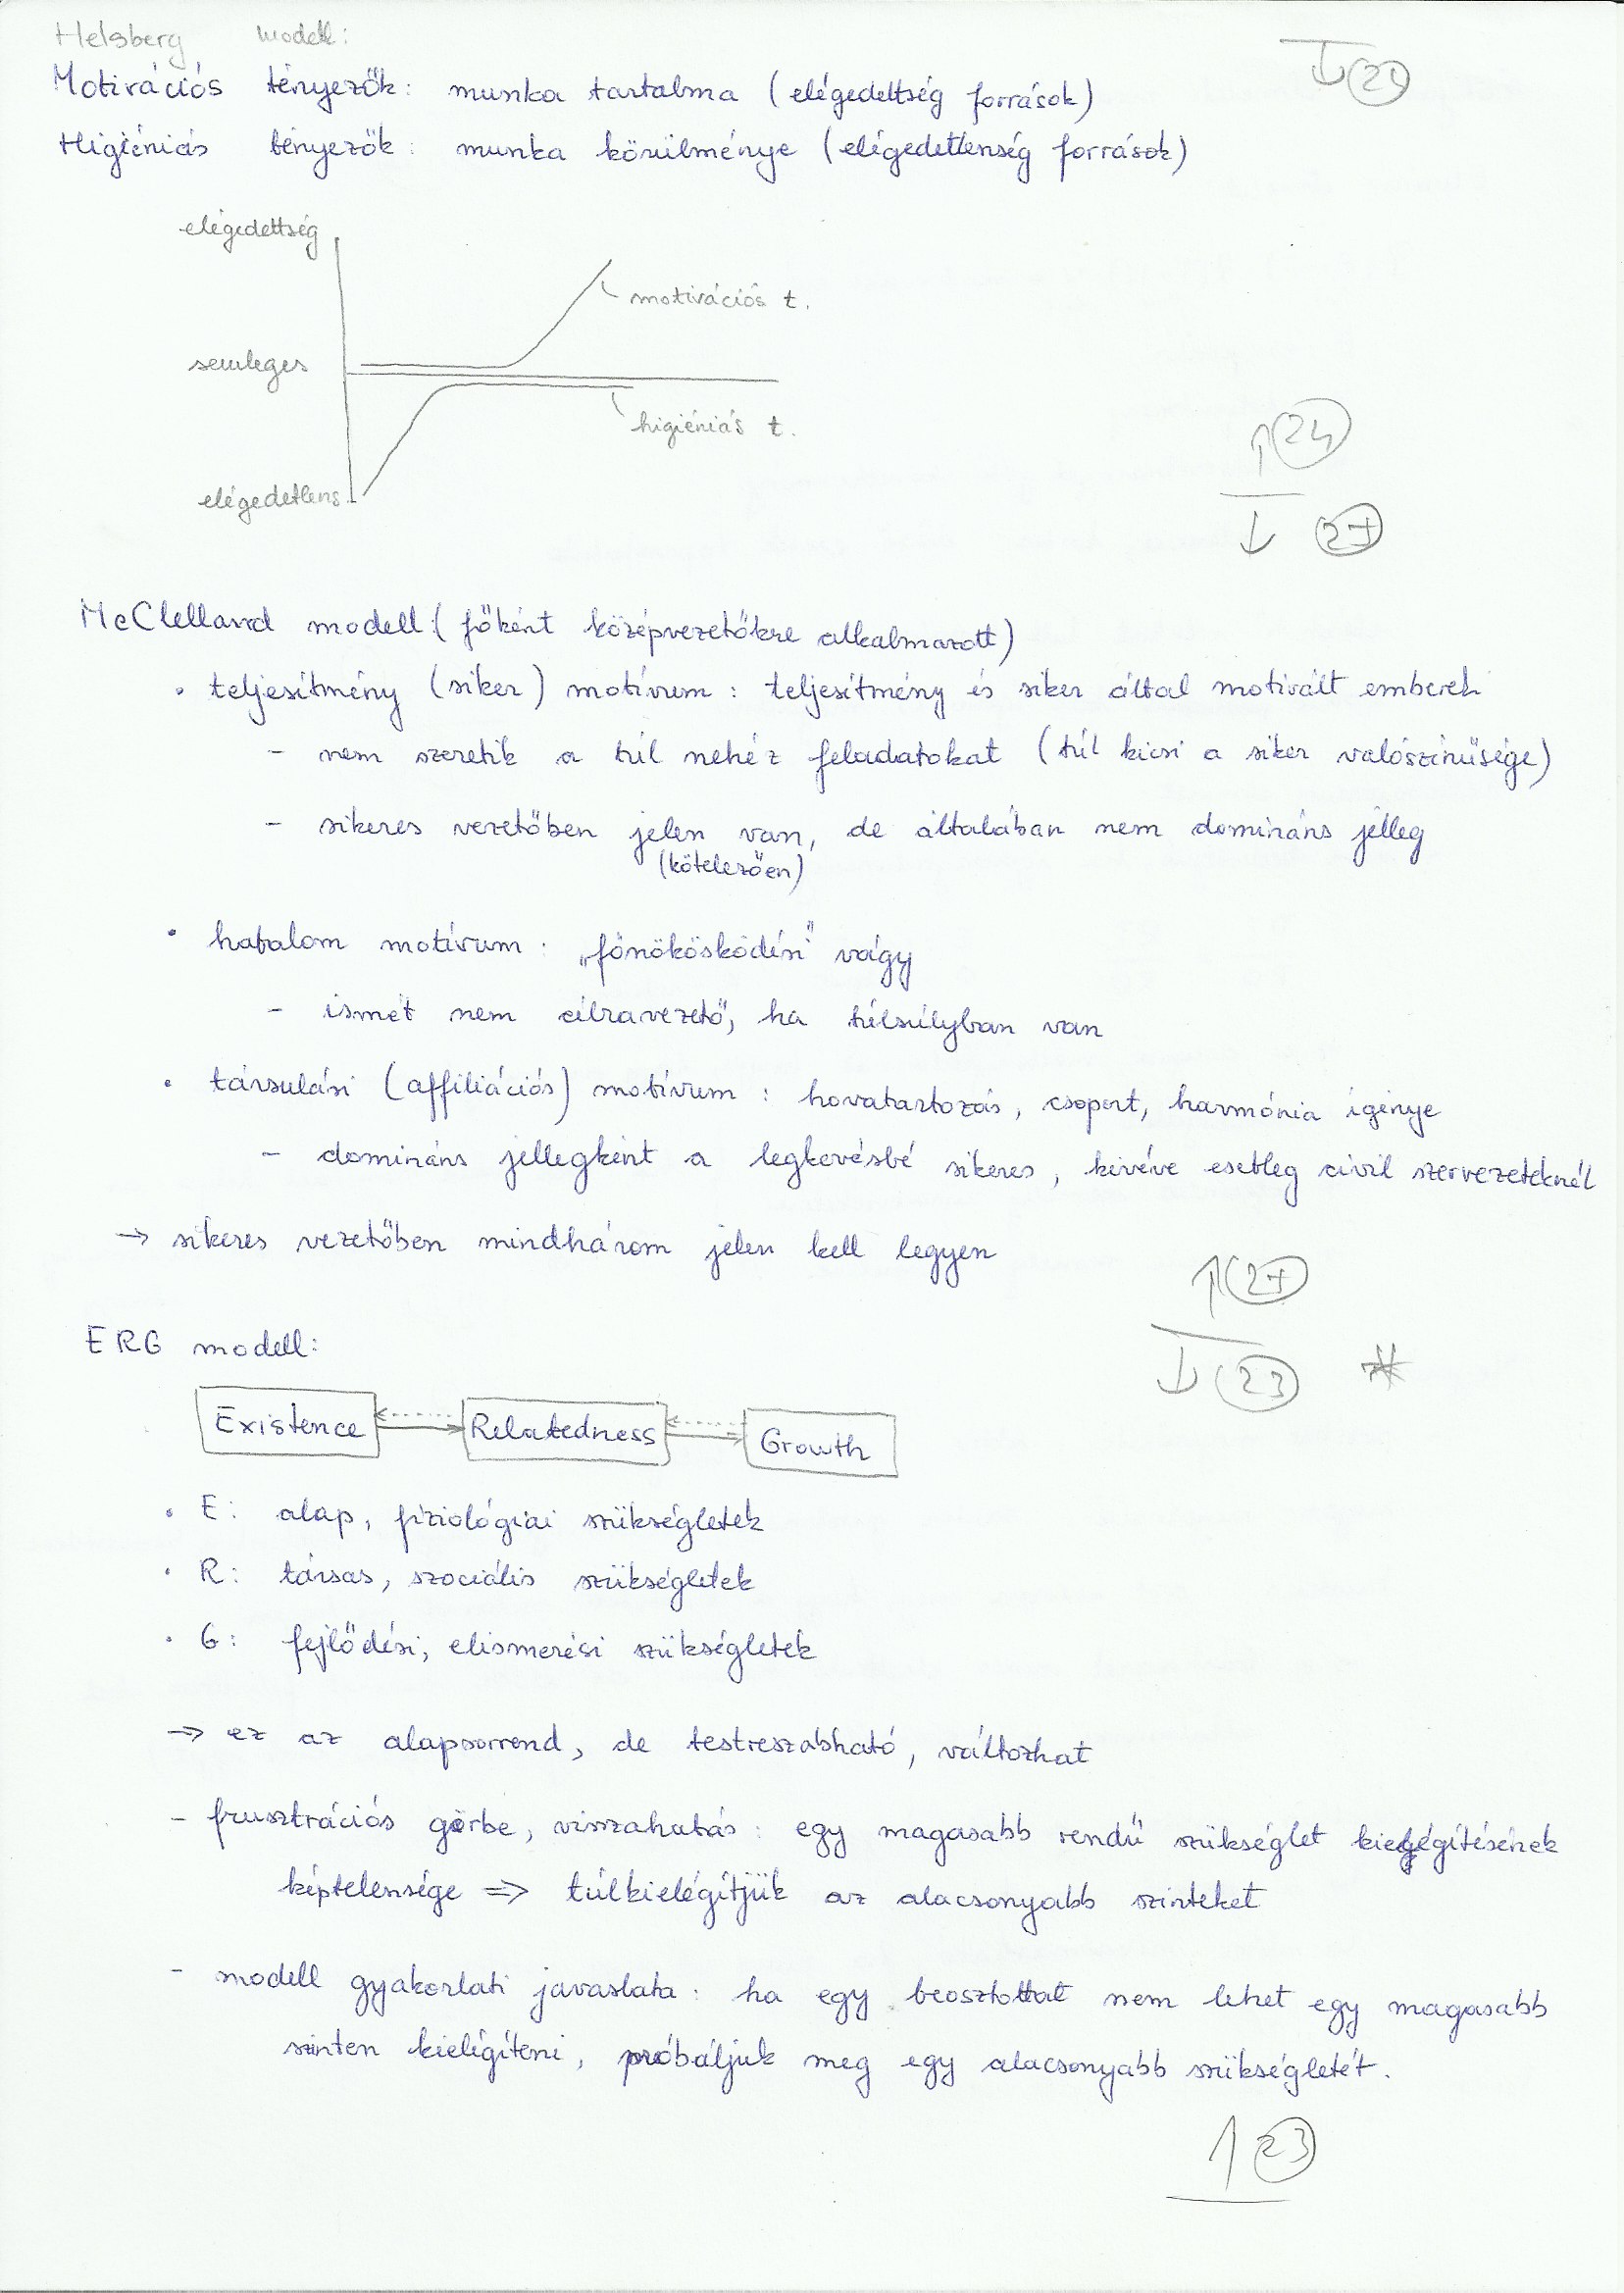 Helsberg modell:
↓ 24
Motivációs tényezők: munka tartalma (elégedettség források)
Higiéniás tényezők: munka körülménye (elégedetlenség források)
elégedettség
motivációs t.
semleges
higiéniás t.
↑ 24
elégedetlens.
↓ 27
McClelland modell: (főként középvezetőkre alkalmazott)
• teljesítmény (siker) motívum: teljesítmény és siker által motivált emberek
- nem szeretik a túl nehéz feladatokat (túl kicsi a siker valószínűsége)
- sikeres vezetőben jelen van, de általában nem domináns jelleg
(kötelezően)
• hatalom motívum: „főnökösködési" vágy
- ismét nem célravezető, ha túlsúlyban van
• társulási (affiliációs) motívum: hovatartozás, csoport, harmónia igénye
- domináns jellegként a legkevésbé sikeres, kivéve esetleg civil szervezeteknél
→ sikeres vezetőben mindhárom jelen kell legyen
↑ 27
ERG modell:
↓ 23 *
Existence Relatedness Growth
• E: alap, fiziológiai szükségletek
• R: társas, szociális szükségletek
• G: fejlődési, elismerési szükségletek
→ ez az alapsorrend, de testreszabható, változhat
- frusztrációs görbe, visszahatás: egy magasabb rendű szükséglet kielégítésének
képtelensége => túlkielégítjük az alacsonyabb szinteket
- modell gyakorlati javaslata: ha egy beosztottat nem lehet egy magasabb
szinten kielégíteni, próbáljuk meg egy alacsonyabb szükségletét.
↑ 23